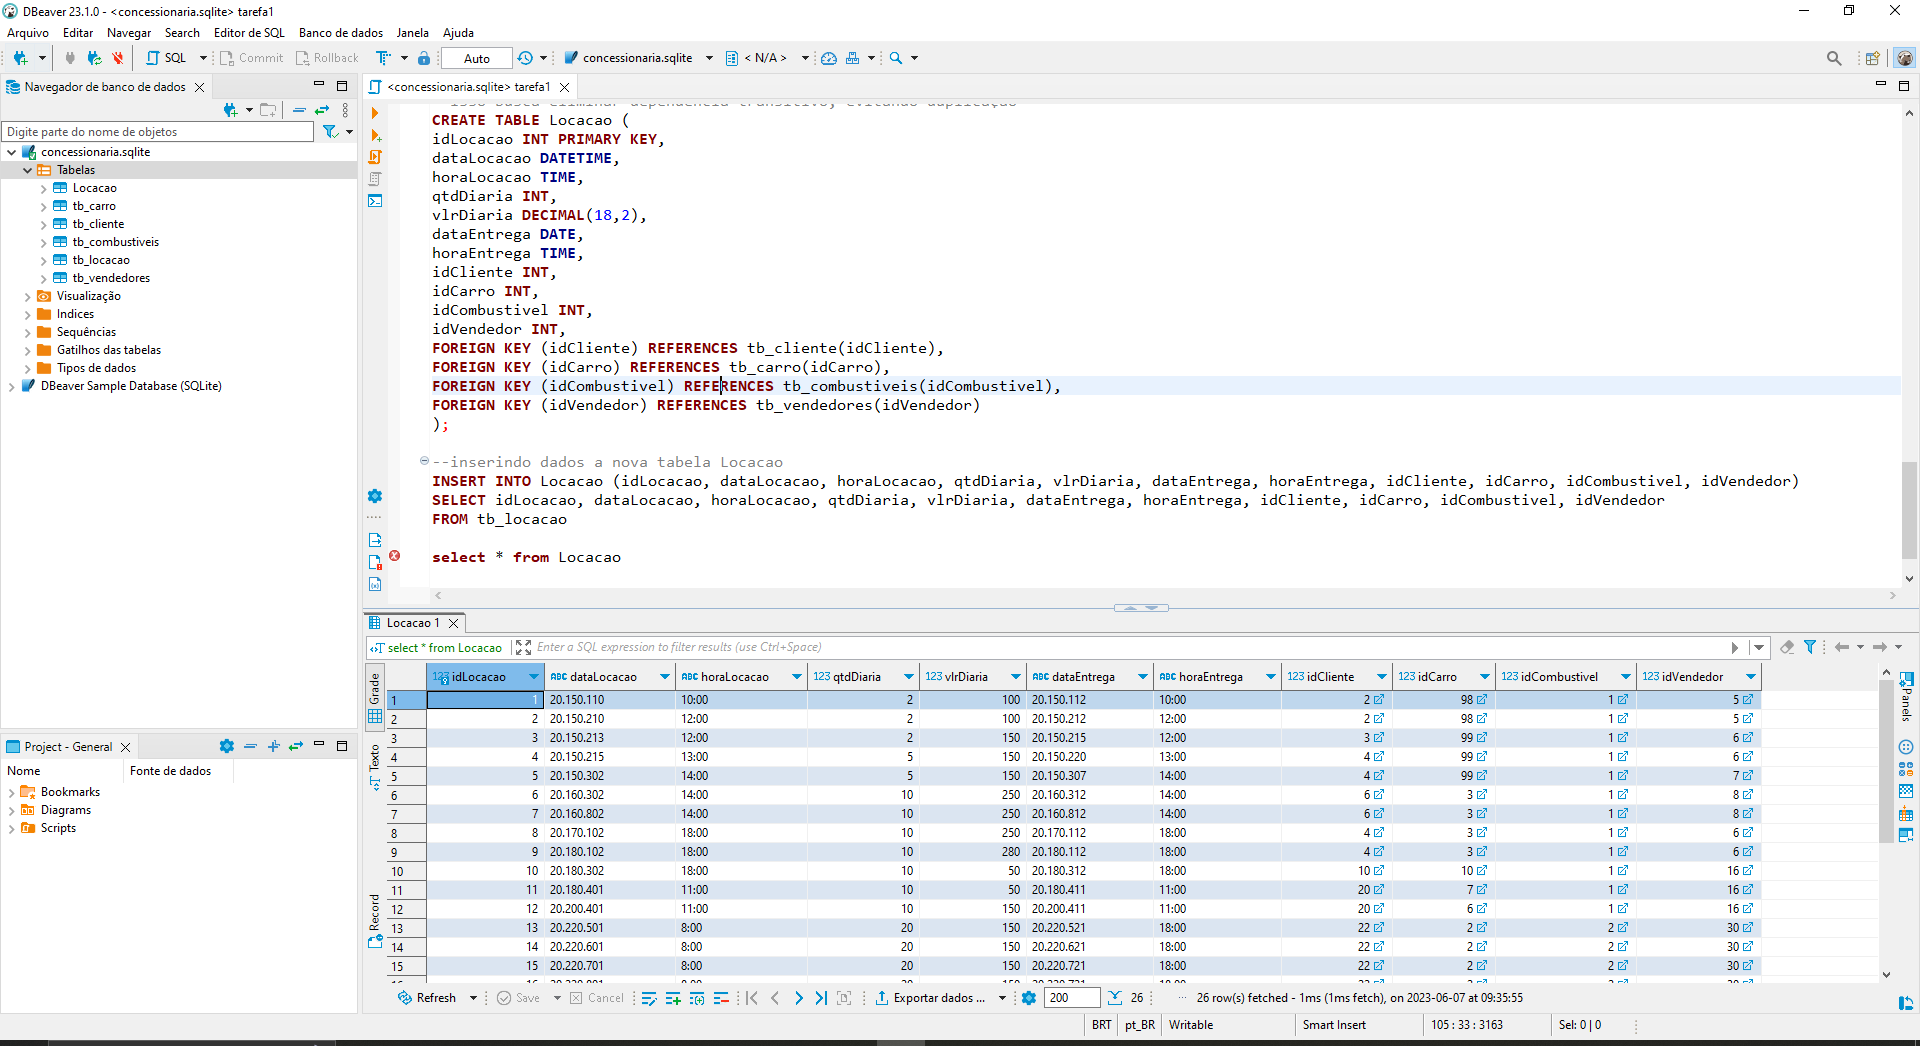 DBeaver 23.1.0 - <concessionaria.sqlite> tarefa1
Arquivo Editar Navegar Search Editor de SQL Banco de dados Janela Ajuda
SQL Commit Rollback Auto concessionaria.sqlite < N/A >
Navegador de banco de dados
Digite parte do nome de objetos
concessionaria.sqlite
Tabelas
Locacao
tb_carro
tb_cliente
tb_combustiveis
tb_locacao
tb_vendedores
Visualização
Indices
Sequências
Gatilhos das tabelas
Tipos de dados
DBeaver Sample Database (SQLite)
Project - General
Nome Fonte de dados
Bookmarks
Diagrams
Scripts
<concessionaria.sqlite> tarefa1
CREATE TABLE Locacao (
idLocacao INT PRIMARY KEY,
dataLocacao DATETIME,
horaLocacao TIME,
qtdDiaria INT,
vlrDiaria DECIMAL(18,2),
dataEntrega DATE,
horaEntrega TIME,
idCliente INT,
idCarro INT,
idCombustivel INT,
idVendedor INT,
FOREIGN KEY (idCliente) REFERENCES tb_cliente(idCliente),
FOREIGN KEY (idCarro) REFERENCES tb_carro(idCarro),
FOREIGN KEY (idCombustivel) REFERENCES tb_combustiveis(idCombustivel),
FOREIGN KEY (idVendedor) REFERENCES tb_vendedores(idVendedor)
);
--inserindo dados a nova tabela Locacao
INSERT INTO Locacao (idLocacao, dataLocacao, horaLocacao, qtdDiaria, vlrDiaria, dataEntrega, horaEntrega, idCliente, idCarro, idCombustivel, idVendedor)
SELECT idLocacao, dataLocacao, horaLocacao, qtdDiaria, vlrDiaria, dataEntrega, horaEntrega, idCliente, idCarro, idCombustivel, idVendedor
FROM tb_locacao
select * from Locacao
Locacao 1
select * from Locacao Enter a SQL expression to filter results (use Ctrl+Space)
Grade
Texto
Record
Panels
123 idLocacao ABC dataLocacao ABC horaLocacao 123 qtdDiaria 123 vlrDiaria ABC dataEntrega ABC horaEntrega 123 idCliente 123 idCarro 123 idCombustivel 123 idVendedor
1 1 20.150.110 10:00 2 100 20.150.112 10:00 2 98 1 5
2 2 20.150.210 12:00 2 100 20.150.212 12:00 2 98 1 5
3 3 20.150.213 12:00 2 150 20.150.215 12:00 3 99 1 6
4 4 20.150.215 13:00 5 150 20.150.220 13:00 4 99 1 6
5 5 20.150.302 14:00 5 150 20.150.307 14:00 4 99 1 7
6 6 20.160.302 14:00 10 250 20.160.312 14:00 6 3 1 8
7 7 20.160.802 14:00 10 250 20.160.812 14:00 6 3 1 8
8 8 20.170.102 18:00 10 250 20.170.112 18:00 4 3 1 6
9 9 20.180.102 18:00 10 280 20.180.112 18:00 4 3 1 6
10 10 20.180.302 18:00 10 50 20.180.312 18:00 10 10 1 16
11 11 20.180.401 11:00 10 50 20.180.411 11:00 20 7 1 16
12 12 20.200.401 11:00 10 150 20.200.411 11:00 20 6 1 16
13 13 20.220.501 8:00 20 150 20.220.521 18:00 22 2 2 30
14 14 20.220.601 8:00 20 150 20.220.621 18:00 22 2 2 30
15 15 20.220.701 8:00 20 150 20.220.721 18:00 22 2 2 30
Refresh Save Cancel Exportar dados ... 200 26 26 row(s) fetched - 1ms (1ms fetch), on 2023-06-07 at 09:35:55
BRT pt_BR Writable Smart Insert 105 : 33 : 3163 Sel: 0 | 0